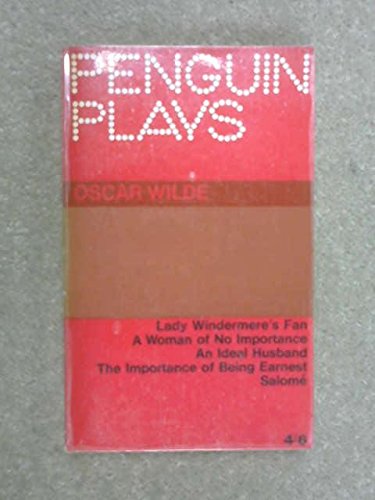 PENGUIN
PLAYS
OSCAR WILDE
Lady Windermere's Fan
A Woman of No Importance
An Ideal Husband
The Importance of Being Earnest
Salomé
4/6